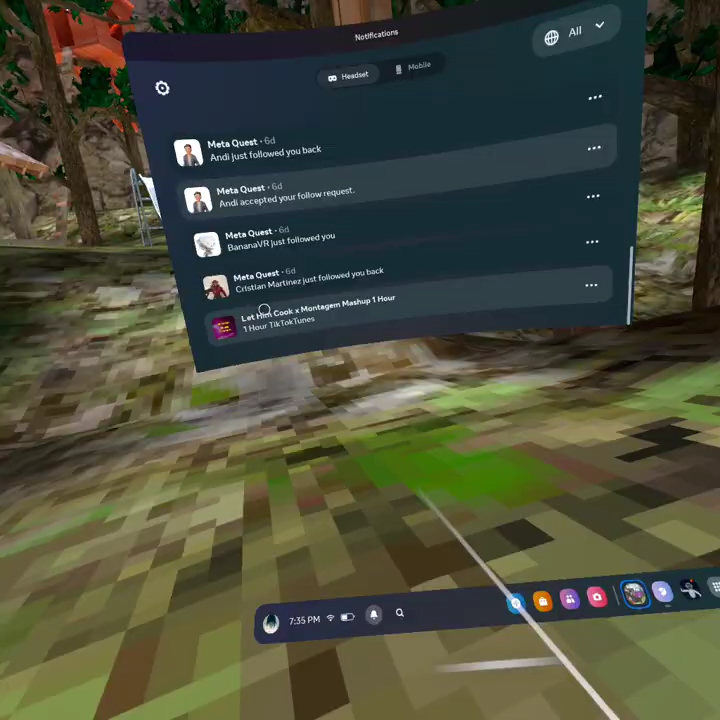 Notifications
All
Headset
Mobile
Meta Quest · 6d
Andi just followed you back
Meta Quest · 6d
Andi accepted your follow request.
Meta Quest · 6d
BananaVR just followed you
Meta Quest · 6d
Cristian Martinez just followed you back
Let Him Cook x Montagem Mashup 1 Hour
1 Hour TikTokTunes
7:35 PM